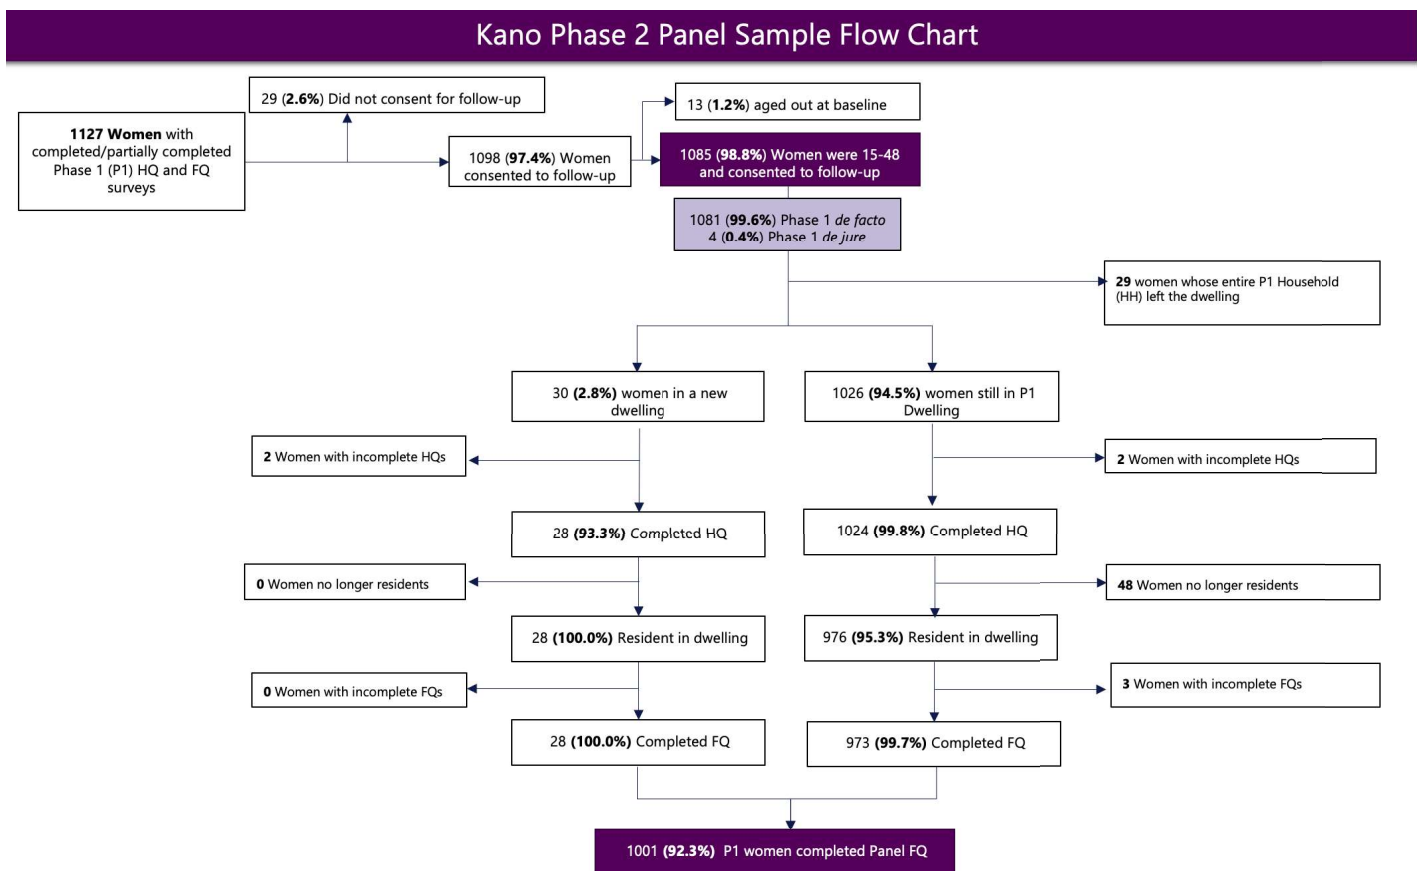 Kano Phase 2 Panel Sample Flow Chart
29 (2.6%) Did not consent for follow-up
13 (1.2%) aged out at baseline
1127 Women with
completed/partially completed
Phase 1 (P1) HQ and FQ
surveys
1098 (97.4%) Women
consented to follow-up
1085 (98.8%) Women were 15-48
and consented to follow-up
1081 (99.6%) Phase 1 de facto
4 (0.4%) Phase 1 de jure
29 women whose entire P1 Household
(HH) left the dwelling
30 (2.8%) women in a new
dwelling
1026 (94.5%) women still in P1
Dwelling
2 Women with incomplete HQs
2 Women with incomplete HQs
28 (93.3%) Completed HQ
1024 (99.8%) Completed HQ
0 Women no longer residents
48 Women no longer residents
28 (100.0%) Resident in dwelling
976 (95.3%) Resident in dwelling
0 Women with incomplete FQs
3 Women with incomplete FQs
28 (100.0%) Completed FQ
973 (99.7%) Completed FQ
1001 (92.3%) P1 women completed Panel FQ